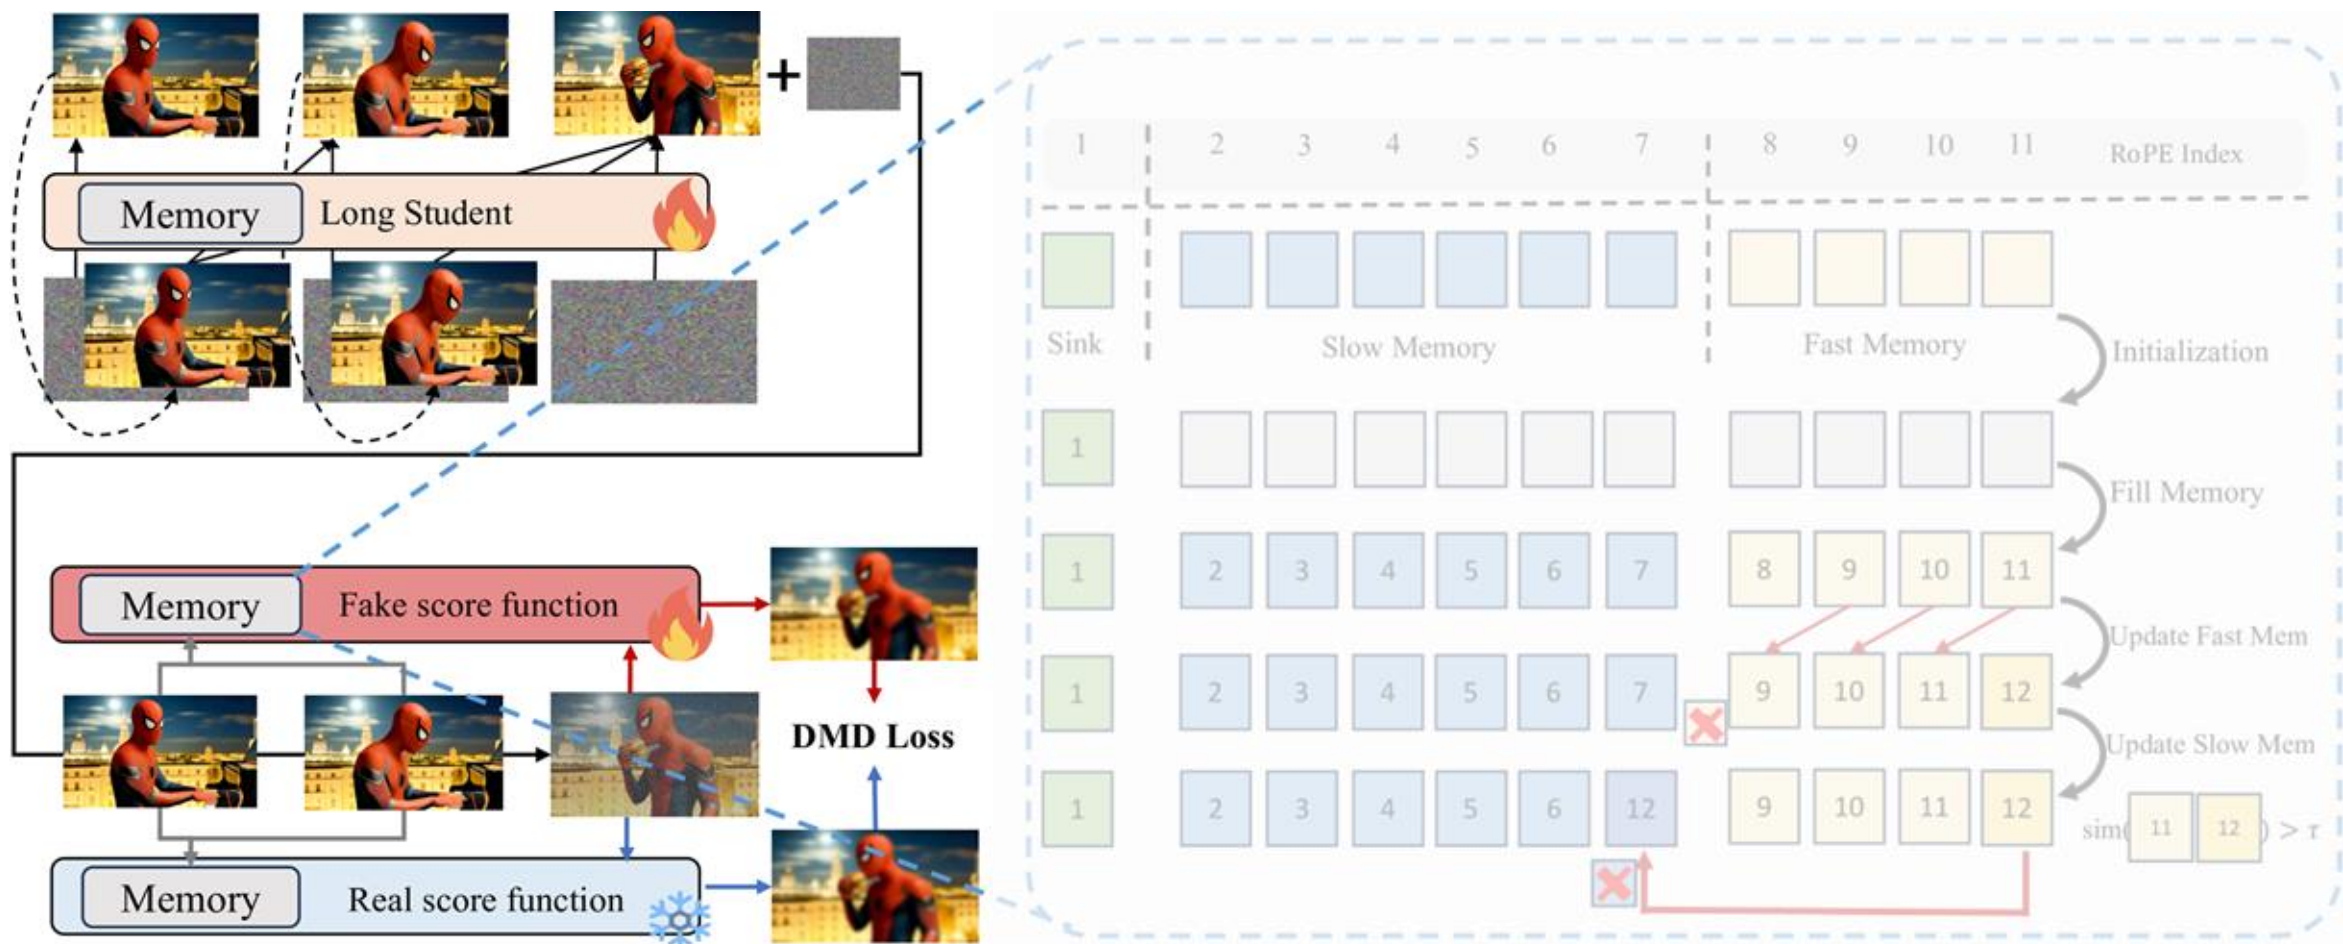 +
Memory Long Student
Memory Fake score function
DMD Loss
Memory Real score function
1 2 3 4 5 6 7 8 9 10 11 RoPE Index
Sink Slow Memory Fast Memory
Initialization
1
Fill Memory
1 2 3 4 5 6 7 8 9 10 11
Update Fast Mem
1 2 3 4 5 6 7 9 10 11 12
Update Slow Mem
1 2 3 4 5 6 12 9 10 11 12
sim( 11 12 ) > τ